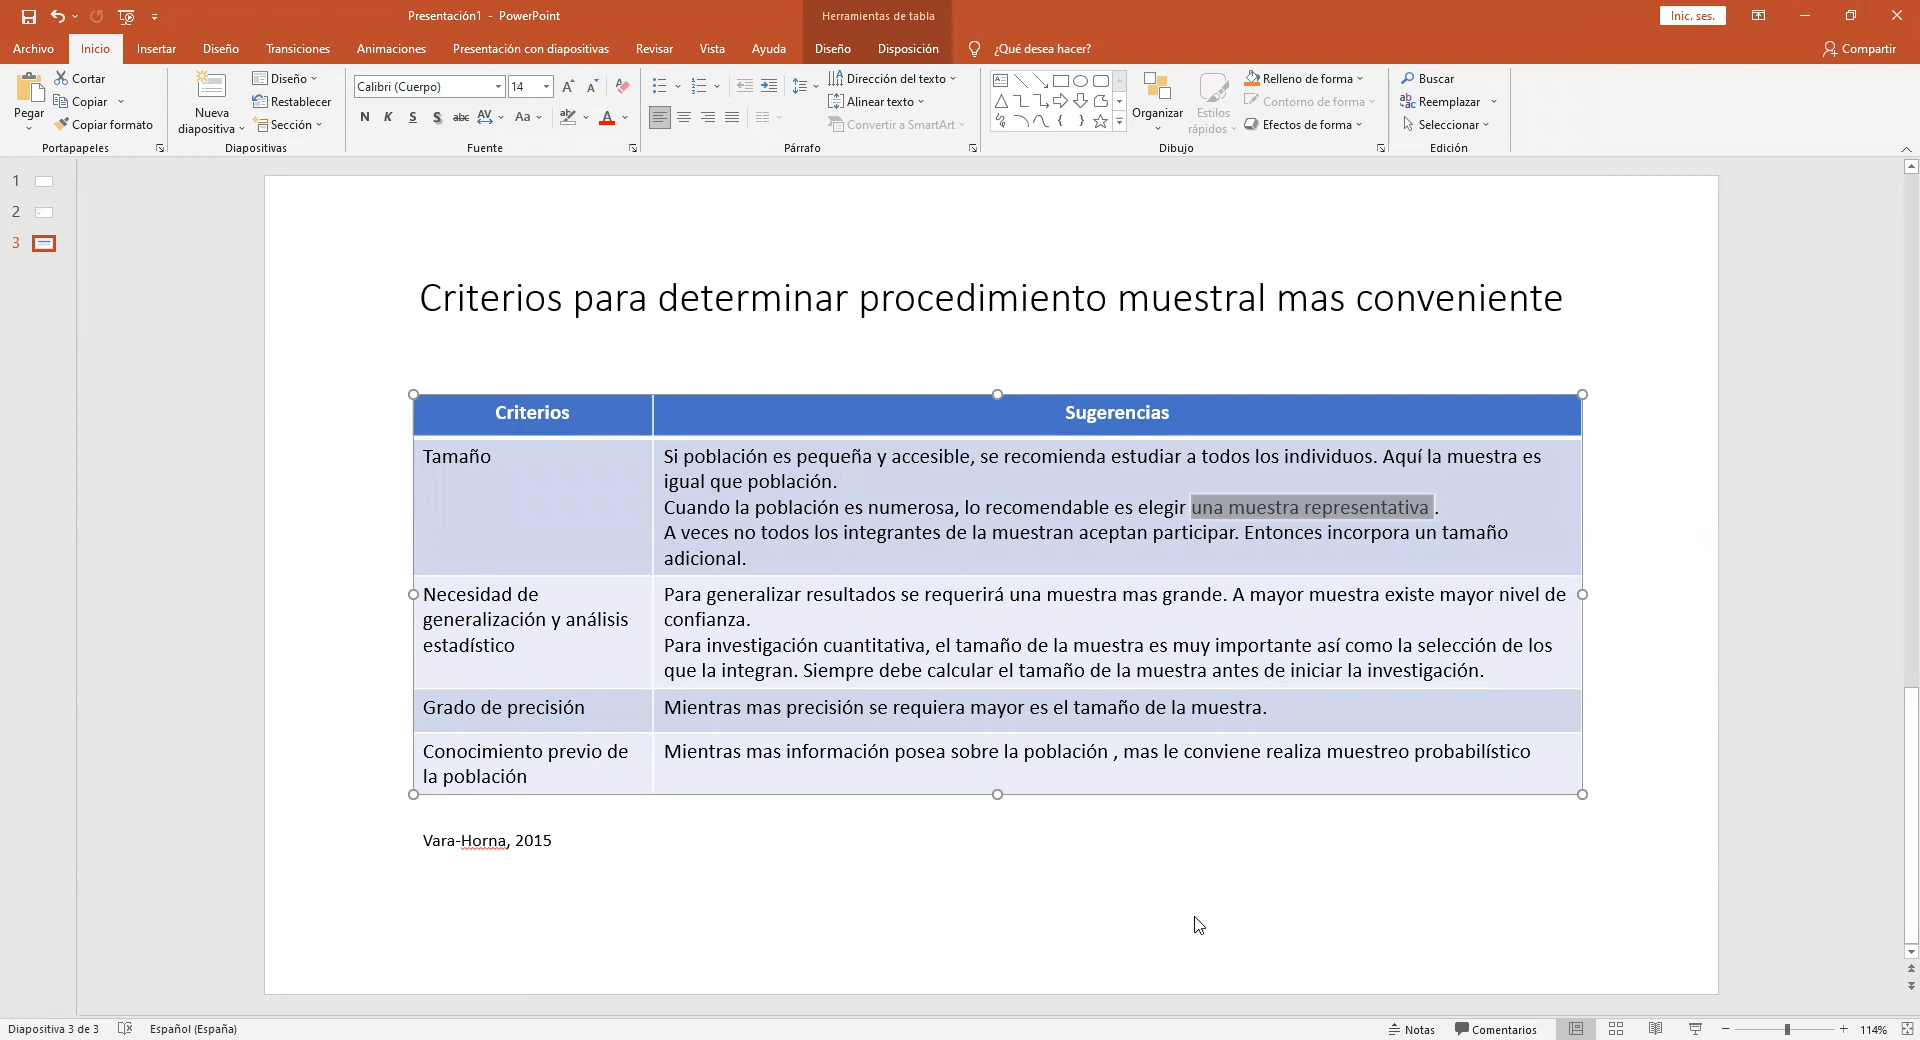 Presentación1 - PowerPoint
Herramientas de tabla
Inic. ses.
Archivo Inicio Insertar Diseño Transiciones Animaciones Presentación con diapositivas Revisar Vista Ayuda Diseño Disposición ¿Qué desea hacer? Compartir
Pegar
Cortar
Copiar
Copiar formato
Portapapeles
Nueva diapositiva
Diseño
Restablecer
Sección
Diapositivas
Calibri (Cuerpo) 14
N K S S abc AV Aa A
Fuente
Dirección del texto
Alinear texto
Convertir a SmartArt
Párrafo
Organizar
Estilos rápidos
Relleno de forma
Contorno de forma
Efectos de forma
Dibujo
Buscar
Reemplazar
Seleccionar
Edición
1
2
3
Criterios para determinar procedimiento muestral mas conveniente
Criterios
Sugerencias
Tamaño
Si población es pequeña y accesible, se recomienda estudiar a todos los individuos. Aquí la muestra es
igual que población.
Cuando la población es numerosa, lo recomendable es elegir una muestra representativa .
A veces no todos los integrantes de la muestran aceptan participar. Entonces incorpora un tamaño
adicional.
Necesidad de
generalización y análisis
estadístico
Para generalizar resultados se requerirá una muestra mas grande. A mayor muestra existe mayor nivel de
confianza.
Para investigación cuantitativa, el tamaño de la muestra es muy importante así como la selección de los
que la integran. Siempre debe calcular el tamaño de la muestra antes de iniciar la investigación.
Grado de precisión
Mientras mas precisión se requiera mayor es el tamaño de la muestra.
Conocimiento previo de
la población
Mientras mas información posea sobre la población , mas le conviene realiza muestreo probabilístico
Vara-Horna, 2015
Diapositiva 3 de 3
Español (España)
Notas
Comentarios
114%